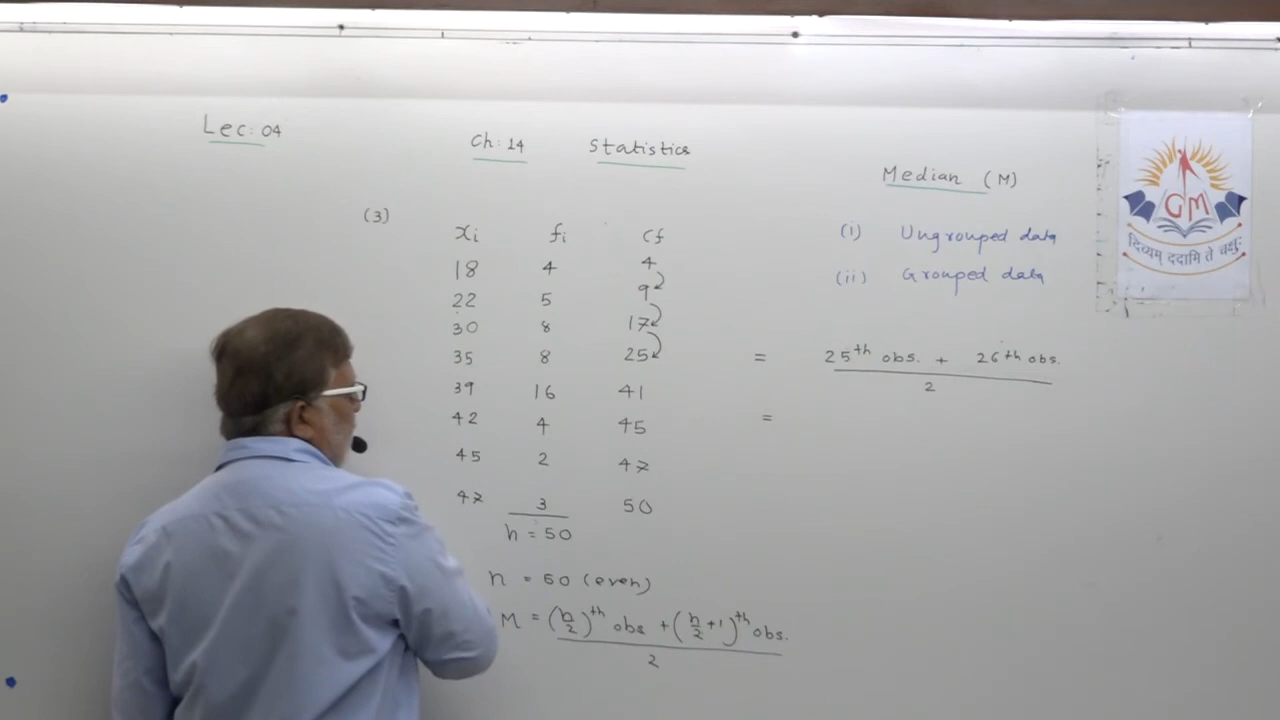 Lec: 04
Ch: 14 Statistics
Median (M)
(i) Ungrouped data
(ii) Grouped data
(3)
xi fi cf
18 4 4
22 5 9
30 8 17
35 8 25
39 16 41
42 4 45
45 2 47
47 3 50
n = 50
n = 50 (even)
M = (n/2)th obs + (n/2 + 1)th obs.
2
= 25th obs. + 26th obs.
2
=
GM
दिव्यम् ददामि ते चक्षुः